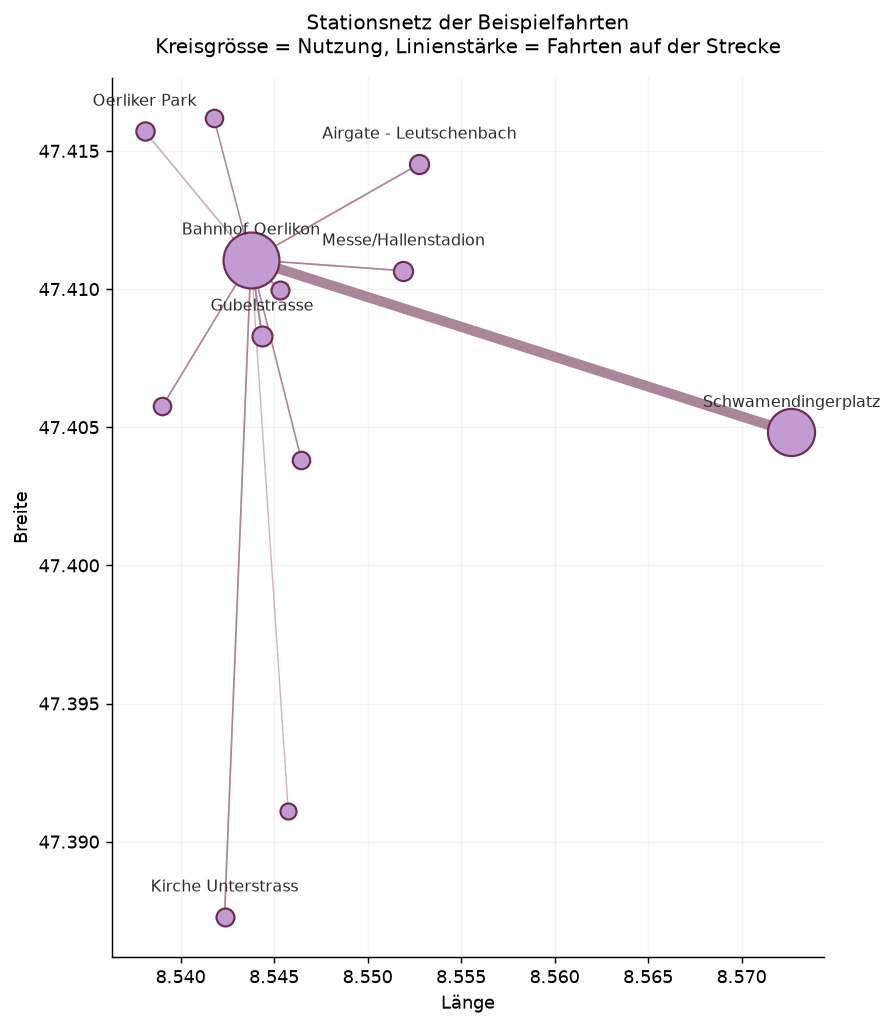 Stationsnetz der Beispielfahrten
Kreisgrösse = Nutzung, Linienstärke = Fahrten auf der Strecke
Oerliker Park
Airgate - Leutschenbach
47.415
Bahnhof Oerlikon
Messe/Hallenstadion
47.410
Gubelstrasse
Schwamendingerplatz
47.405
Breite
47.400
47.395
47.390
Kirche Unterstrass
8.540 8.545 8.550 8.555 8.560 8.565 8.570
Länge